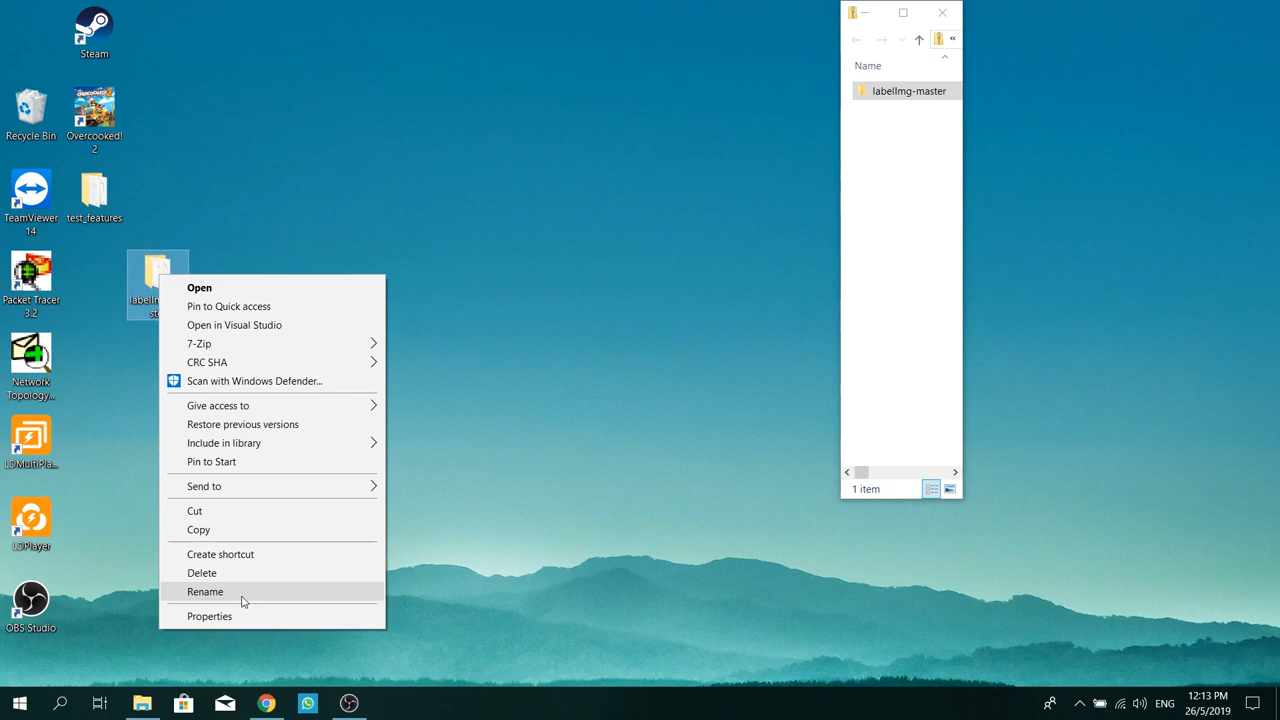 Steam
Recycle Bin
Overcooked!
2
TeamViewer
14
test_features
Packet Tracer
3.2
Network
Topology...
LDMultiPla...
LDPlayer
OBS Studio
Open
Pin to Quick access
Open in Visual Studio
7-Zip
CRC SHA
Scan with Windows Defender...
Give access to
Restore previous versions
Include in library
Pin to Start
Send to
Cut
Copy
Create shortcut
Delete
Rename
Properties
Name
labelImg-master
1 item
ENG
12:13 PM
26/5/2019